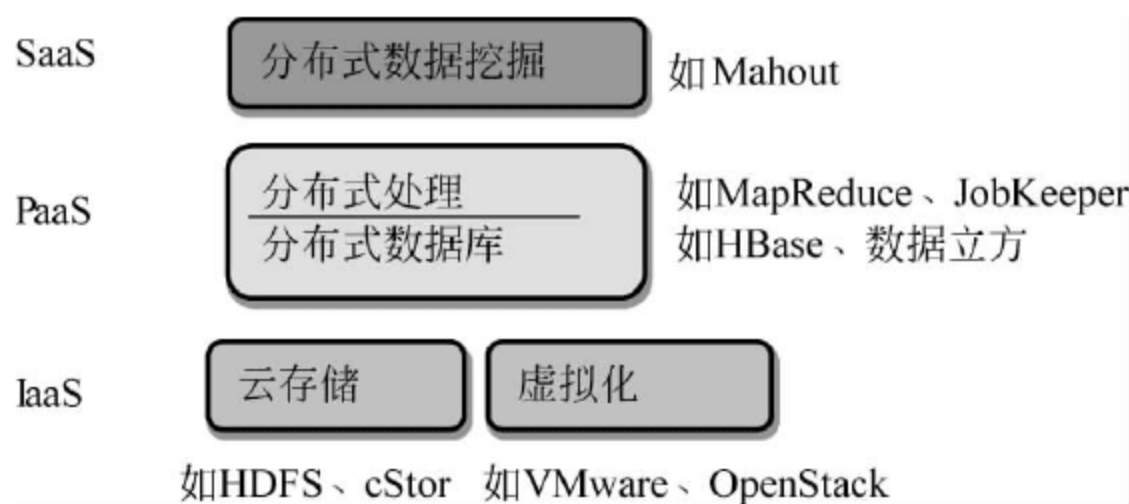 SaaS
分布式数据挖掘
如Mahout
PaaS
分布式处理
分布式数据库
如MapReduce、JobKeeper
如HBase、数据立方
IaaS
云存储
虚拟化
如HDFS、cStor
如VMware、OpenStack